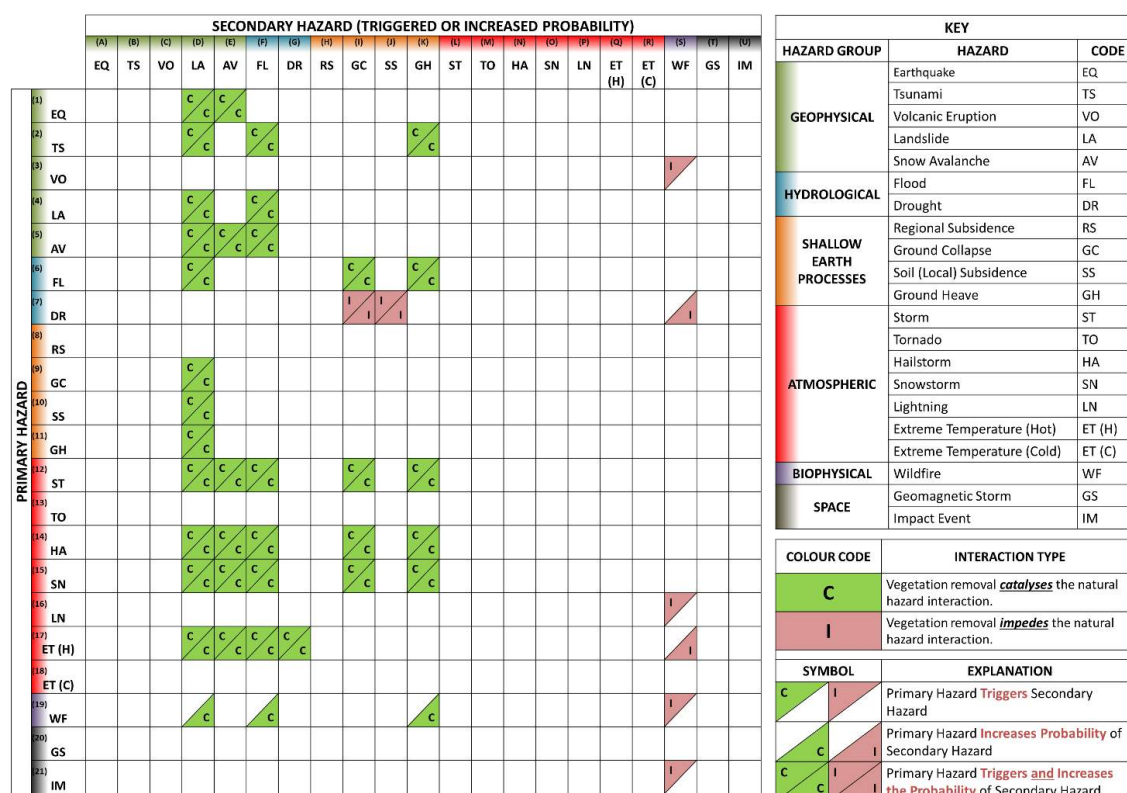 SECONDARY HAZARD (TRIGGERED OR INCREASED PROBABILITY)
(A) (B) (C) (D) (E) (F) (G) (H) (I) (J) (K) (L) (M) (N) (O) (P) (Q) (R) (S) (T) (U)
EQ TS VO LA AV FL DR RS GC SS GH ST TO HA SN LN ET (H) ET (C) WF GS IM
PRIMARY HAZARD
(1) EQ C C C C
(2) TS C C C C C C
(3) VO I
(4) LA C C C C
(5) AV C C C C C C
(6) FL C C C C C C
(7) DR I I I I I
(8) RS
(9) GC C C
(10) SS C C
(11) GH C C
(12) ST C C C C C C C C C C
(13) TO
(14) HA C C C C C C C C C C
(15) SN C C C C C C C C C C
(16) LN I
(17) ET (H) C C C C C C C C I
(18) ET (C)
(19) WF C C C I
(20) GS
(21) IM I
KEY
HAZARD GROUP HAZARD CODE
GEOPHYSICAL
Earthquake EQ
Tsunami TS
Volcanic Eruption VO
Landslide LA
Snow Avalanche AV
HYDROLOGICAL
Flood FL
Drought DR
SHALLOW
EARTH
PROCESSES
Regional Subsidence RS
Ground Collapse GC
Soil (Local) Subsidence SS
Ground Heave GH
ATMOSPHERIC
Storm ST
Tornado TO
Hailstorm HA
Snowstorm SN
Lightning LN
Extreme Temperature (Hot) ET (H)
Extreme Temperature (Cold) ET (C)
BIOPHYSICAL Wildfire WF
SPACE
Geomagnetic Storm GS
Impact Event IM
COLOUR CODE INTERACTION TYPE
C Vegetation removal catalyses the natural
hazard interaction.
I Vegetation removal impedes the natural
hazard interaction.
SYMBOL EXPLANATION
C I Primary Hazard Triggers Secondary
Hazard
C I Primary Hazard Increases Probability of
Secondary Hazard
C C I I Primary Hazard Triggers and Increases
the Probability of Secondary Hazard